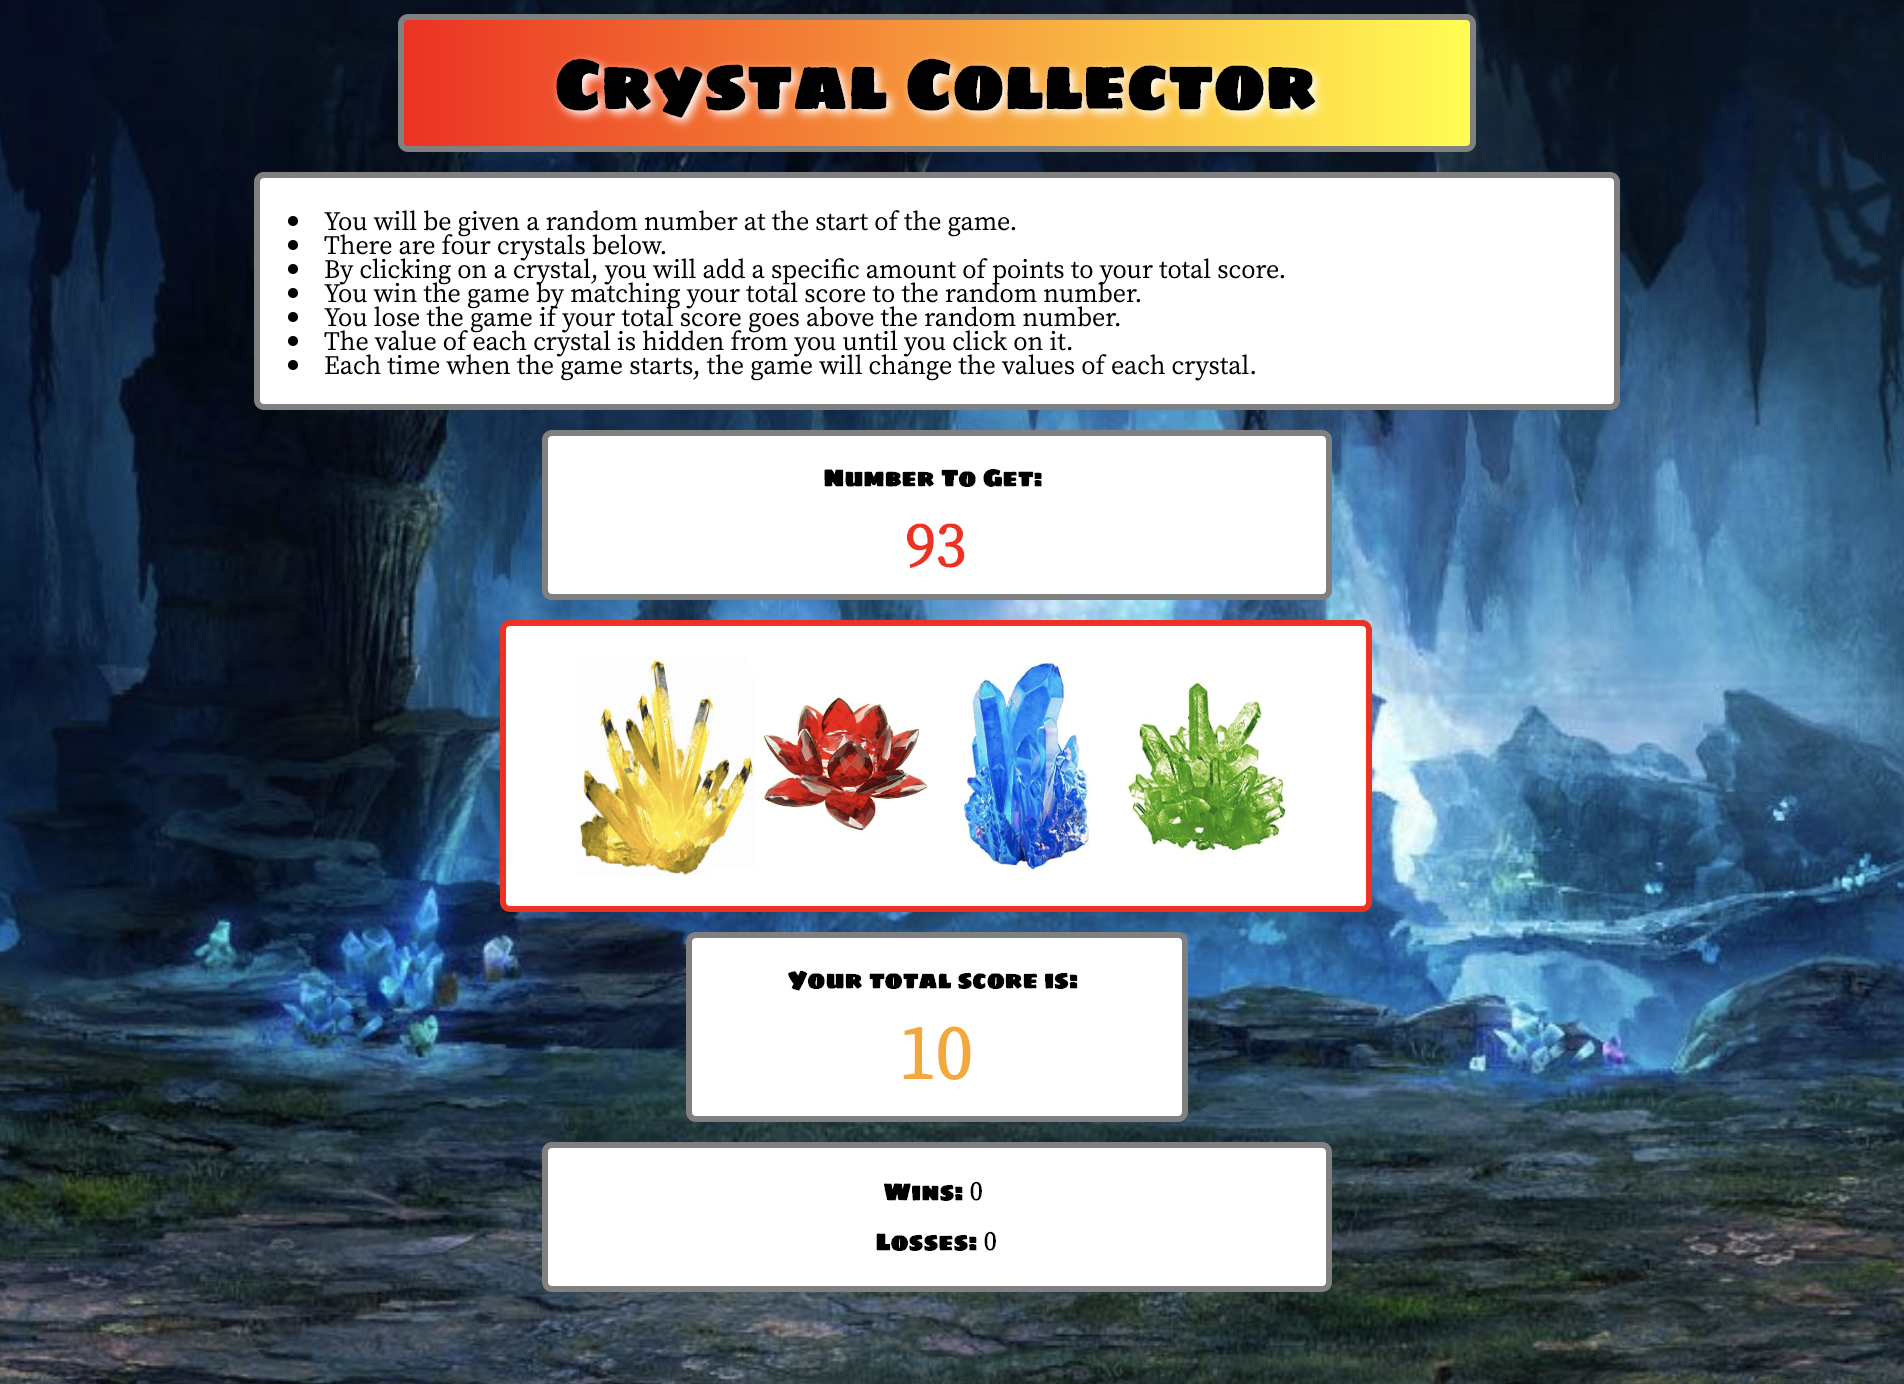 Crystal Collector
You will be given a random number at the start of the game.
There are four crystals below.
By clicking on a crystal, you will add a specific amount of points to your total score.
You win the game by matching your total score to the random number.
You lose the game if your total score goes above the random number.
The value of each crystal is hidden from you until you click on it.
Each time when the game starts, the game will change the values of each crystal.
Number To Get:
93
Your total score is:
10
Wins: 0
Losses: 0